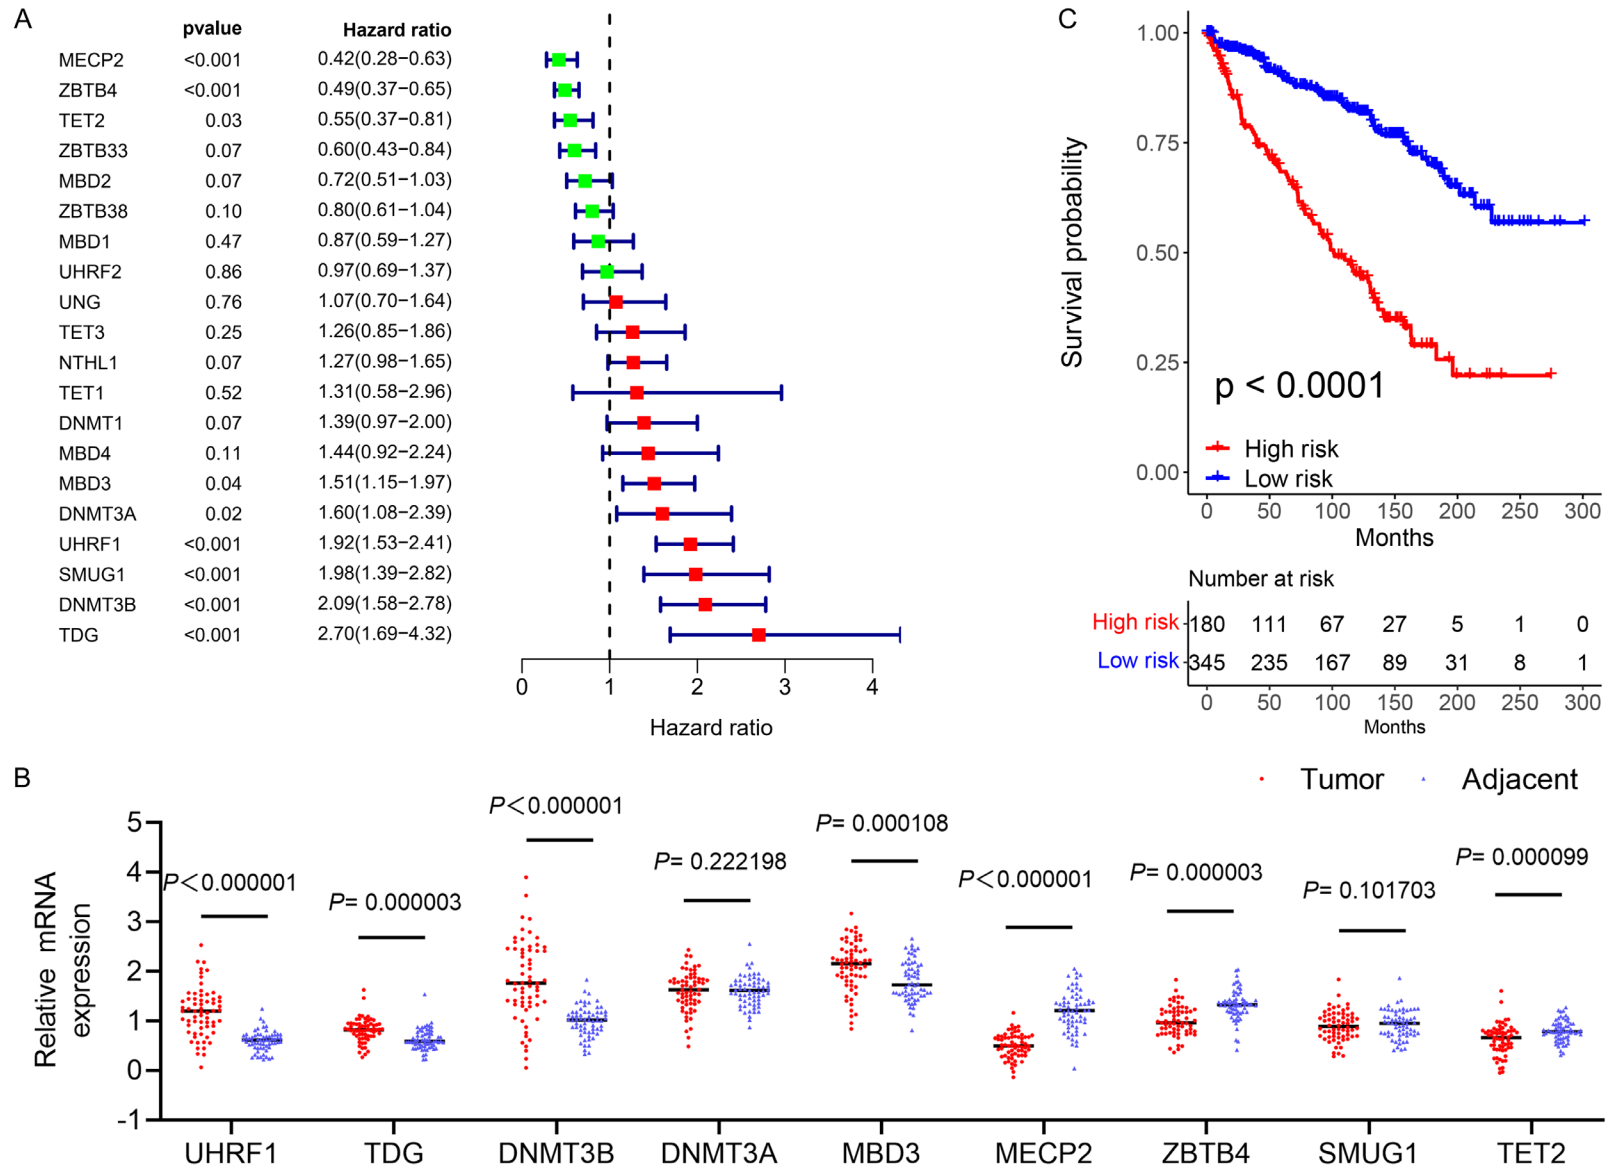 A
pvalue Hazard ratio
MECP2 <0.001 0.42(0.28−0.63)
ZBTB4 <0.001 0.49(0.37−0.65)
TET2 0.03 0.55(0.37−0.81)
ZBTB33 0.07 0.60(0.43−0.84)
MBD2 0.07 0.72(0.51−1.03)
ZBTB38 0.10 0.80(0.61−1.04)
MBD1 0.47 0.87(0.59−1.27)
UHRF2 0.86 0.97(0.69−1.37)
UNG 0.76 1.07(0.70−1.64)
TET3 0.25 1.26(0.85−1.86)
NTHL1 0.07 1.27(0.98−1.65)
TET1 0.52 1.31(0.58−2.96)
DNMT1 0.07 1.39(0.97−2.00)
MBD4 0.11 1.44(0.92−2.24)
MBD3 0.04 1.51(1.15−1.97)
DNMT3A 0.02 1.60(1.08−2.39)
UHRF1 <0.001 1.92(1.53−2.41)
SMUG1 <0.001 1.98(1.39−2.82)
DNMT3B <0.001 2.09(1.58−2.78)
TDG <0.001 2.70(1.69−4.32)
0 1 2 3 4
Hazard ratio
C
Survival probability
1.00
0.75
0.50
0.25
0.00
p < 0.0001
High risk
Low risk
0 50 100 150 200 250 300
Months
Number at risk
High risk 180 111 67 27 5 1 0
Low risk 345 235 167 89 31 8 1
0 50 100 150 200 250 300
Months
B
Tumor Adjacent
Relative mRNA
expression
5
4
3
2
1
0
-1
P<0.000001
P= 0.000003
P<0.000001
P= 0.222198
P= 0.000108
P<0.000001
P= 0.000003
P= 0.101703
P= 0.000099
UHRF1 TDG DNMT3B DNMT3A MBD3 MECP2 ZBTB4 SMUG1 TET2